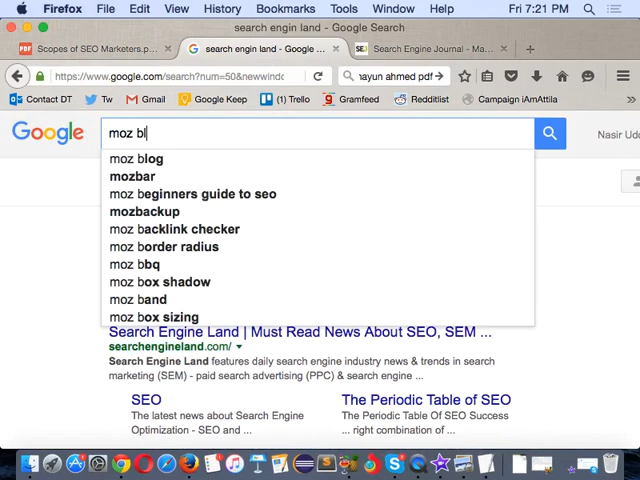 Firefox File Edit View History Bookmarks Tools Window Help Fri 7:21 PM
search engin land - Google Search
PDF Scopes of SEO Marketers.p... search engin land - Google ... SEJ Search Engine Journal - Ma...
https://www.google.com/search?num=50&newwindo nayun ahmed pdf
Contact DT Invoice Gmail Google Keep (1) Trello Gramfeed Redditlist Campaign iAmAttila
Google moz bl Nasir Udd
moz blog
mozbar
moz beginners guide to seo
mozbackup
moz backlink checker
moz border radius
moz bbq
moz box shadow
moz band
moz box sizing
Search Engine Land | Must Read News About SEO, SEM ...
searchengineland.com/
Search Engine Land features daily search engine industry news & trends in search
marketing (SEM) - paid search advertising (PPC) & search engine ...
SEO The Periodic Table of SEO
The latest news about Search Engine The Periodic Table Of SEO Success
Optimization - SEO and ... ... right combination of ...